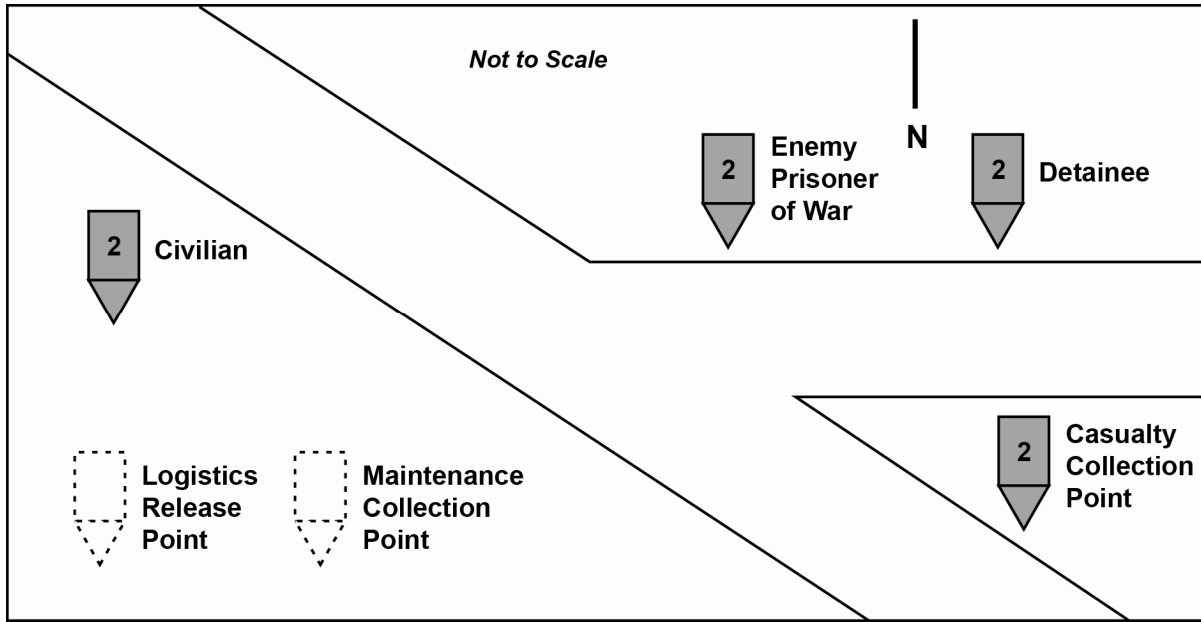 Not to Scale
N
2
Enemy
Prisoner
of War
2
Detainee
2
Civilian
2
Casualty
Collection
Point
Logistics
Release
Point
Maintenance
Collection
Point